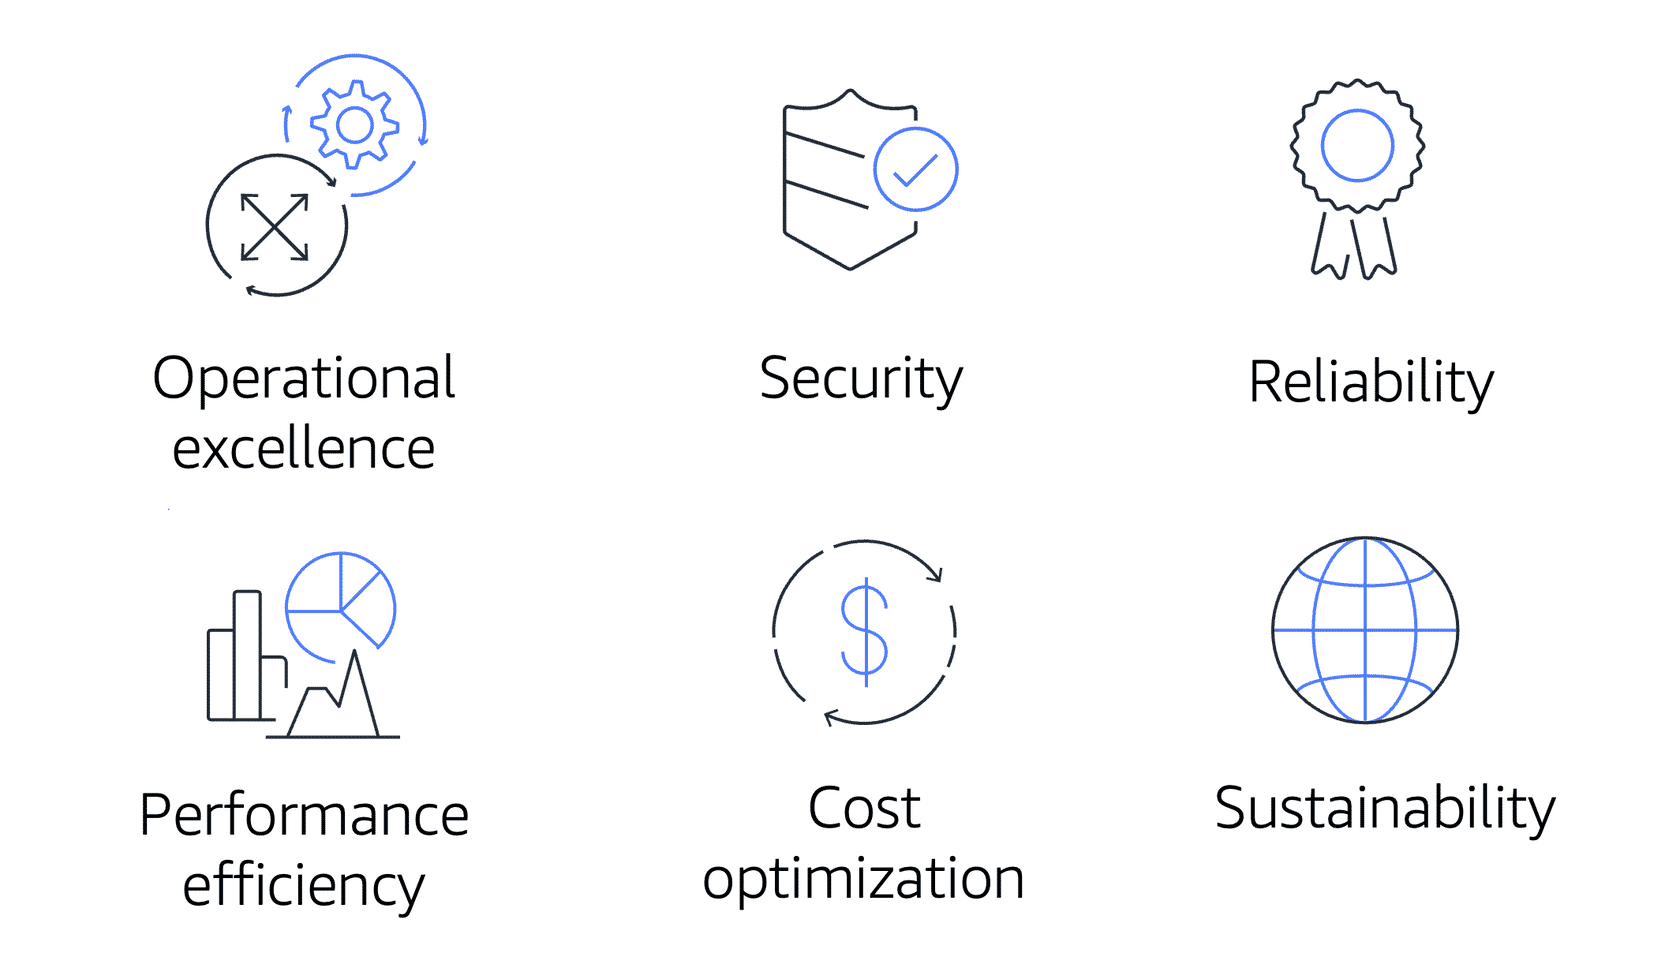 Operational
excellence
Security
Reliability
Performance
efficiency
Cost
optimization
Sustainability